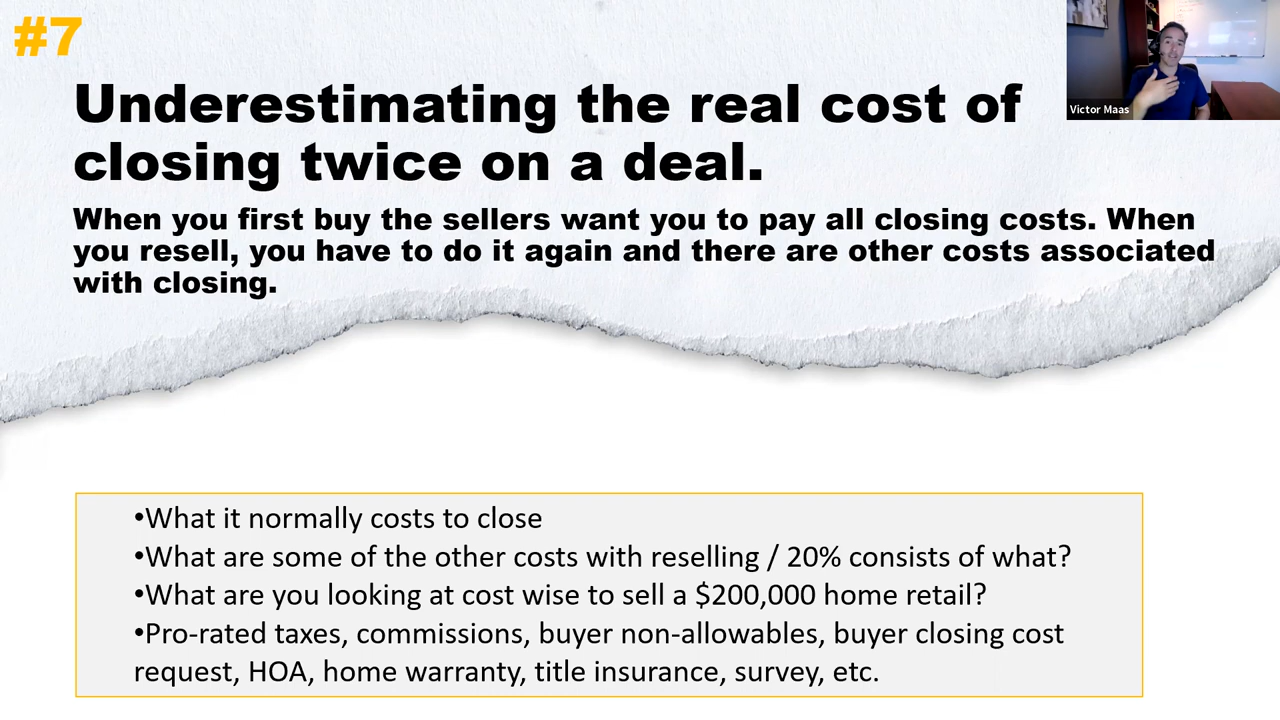 #7
Underestimating the real cost of
closing twice on a deal.
When you first buy the sellers want you to pay all closing costs. When
you resell, you have to do it again and there are other costs associated
with closing.
Victor Maas
•What it normally costs to close
•What are some of the other costs with reselling / 20% consists of what?
•What are you looking at cost wise to sell a $200,000 home retail?
•Pro-rated taxes, commissions, buyer non-allowables, buyer closing cost
request, HOA, home warranty, title insurance, survey, etc.